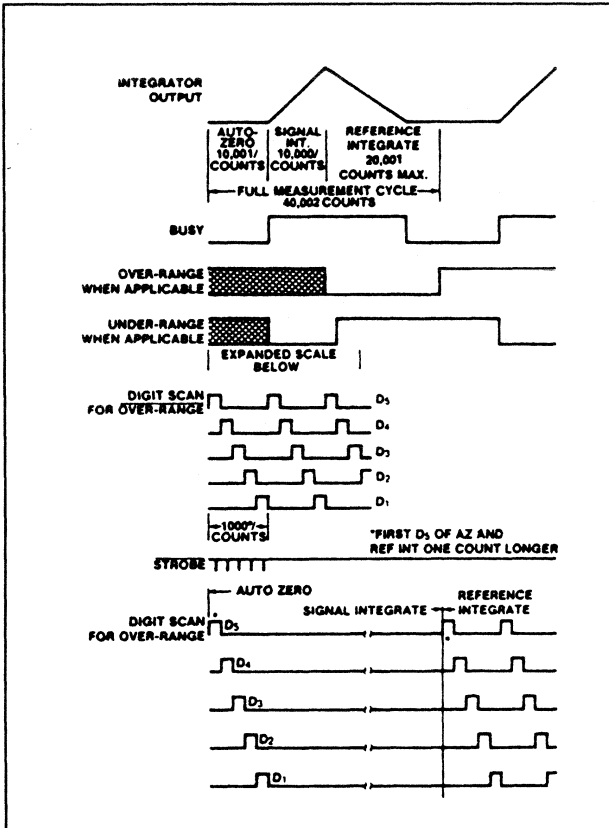 INTEGRATOR
OUTPUT
AUTO-
ZERO
10,001/
COUNTS
SIGNAL
INT.
10,000/
COUNTS
REFERENCE
INTEGRATE
20,001
COUNTS MAX.
FULL MEASUREMENT CYCLE
40,002 COUNTS
BUSY
OVER-RANGE
WHEN APPLICABLE
UNDER-RANGE
WHEN APPLICABLE
EXPANDED SCALE
BELOW
DIGIT SCAN
FOR OVER-RANGE
D5
D4
D3
D2
D1
1000*/
COUNTS
*FIRST D5 OF AZ AND
REF INT ONE COUNT LONGER
STROBE
AUTO ZERO
SIGNAL INTEGRATE
REFERENCE
INTEGRATE
DIGIT SCAN
FOR OVER-RANGE
* D5
*
D4
D3
D2
D1